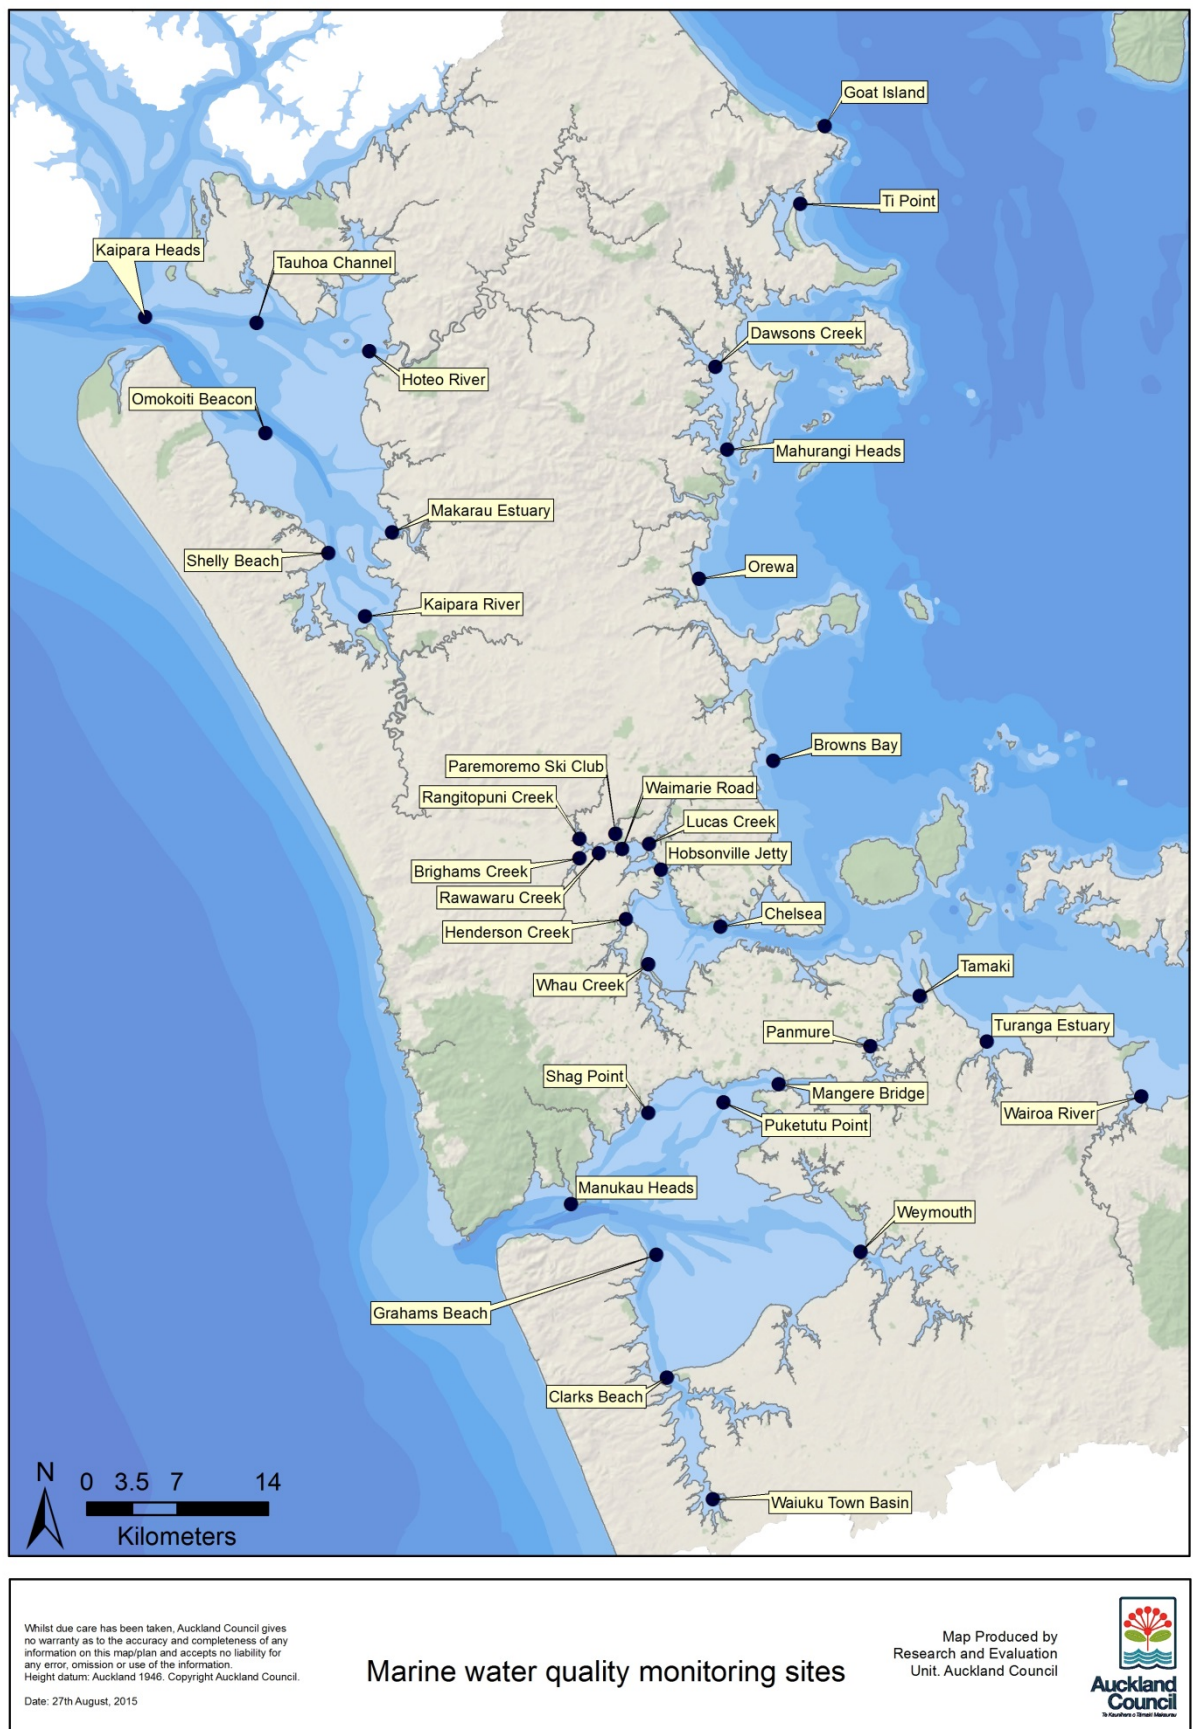 Goat Island
Ti Point
Kaipara Heads
Tauhoa Channel
Dawsons Creek
Hoteo River
Omokoiti Beacon
Mahurangi Heads
Makarau Estuary
Shelly Beach
Orewa
Kaipara River
Browns Bay
Paremoremo Ski Club
Waimarie Road
Rangitopuni Creek
Lucas Creek
Hobsonville Jetty
Brighams Creek
Rawawaru Creek
Chelsea
Henderson Creek
Tamaki
Whau Creek
Turanga Estuary
Panmure
Shag Point
Mangere Bridge
Wairoa River
Puketutu Point
Manukau Heads
Weymouth
Grahams Beach
Clarks Beach
Waiuku Town Basin
N
0 3.5 7 14
Kilometers
Whilst due care has been taken, Auckland Council gives
no warranty as to the accuracy and completeness of any
information on this map/plan and accepts no liability for
any error, omission or use of the information.
Height datum: Auckland 1946. Copyright Auckland Council.
Date: 27th August, 2015
Marine water quality monitoring sites
Map Produced by
Research and Evaluation
Unit. Auckland Council
Auckland
Council
Te Kaunihera o Tāmaki Makaurau